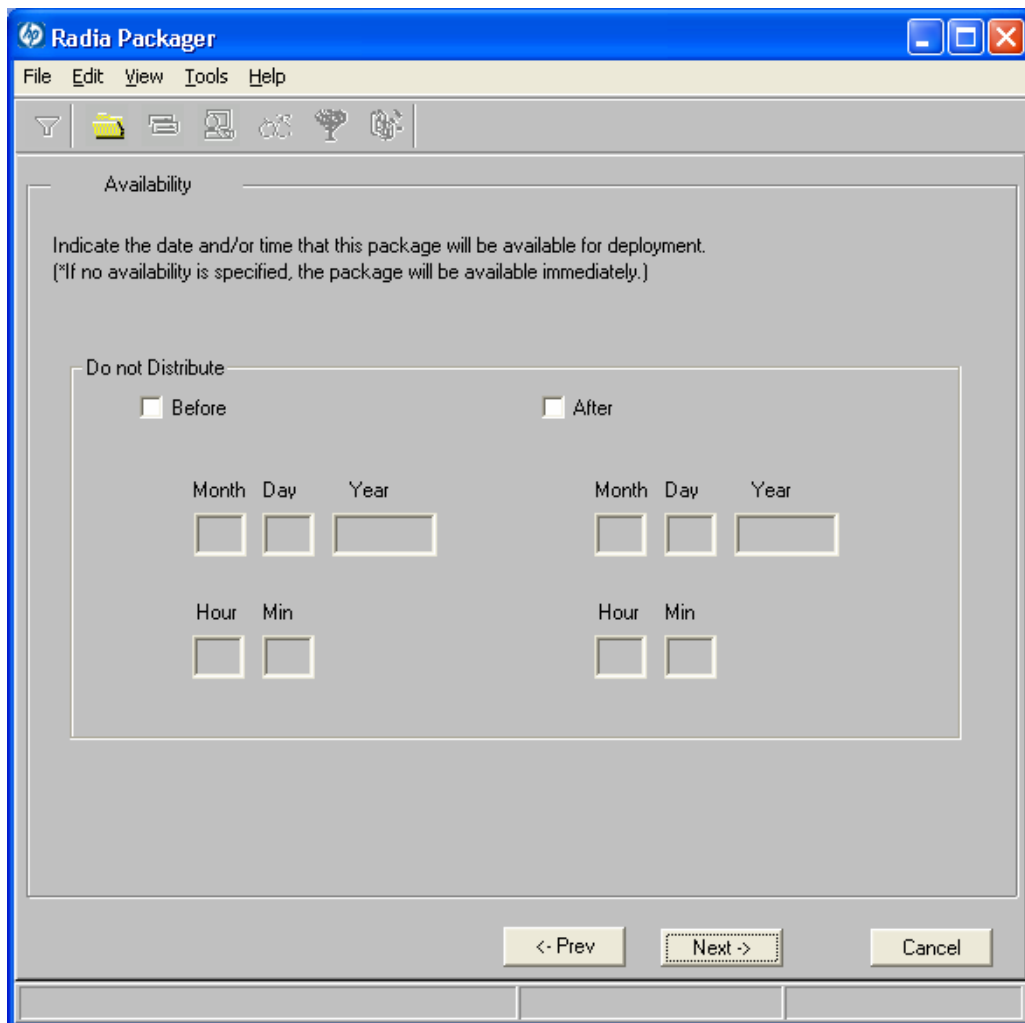 hp Radia Packager
File Edit View Tools Help
Availability
Indicate the date and/or time that this package will be available for deployment.
(*If no availability is specified, the package will be available immediately.)
Do not Distribute
Before After
Month Day Year Month Day Year
Hour Min Hour Min
<- Prev Next -> Cancel